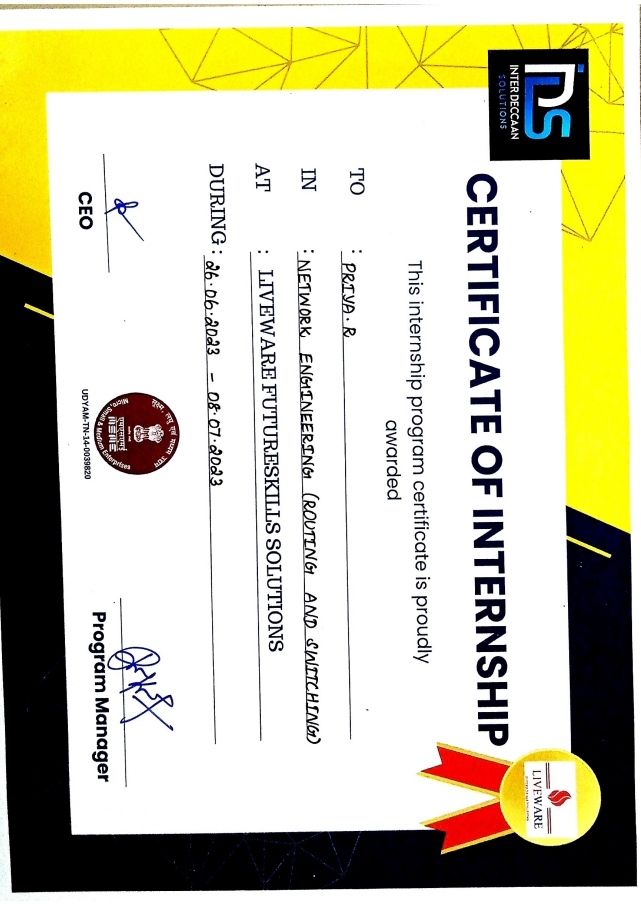 iDS
INTER DECCAAN
SOLUTIONS
LIVEWARE
CERTIFICATE OF INTERNSHIP
This internship program certificate is proudly
awarded
TO : PRIYA.R
IN : NETWORK ENGINEERING (ROUTING AND SWITCHING)
AT : LIVEWARE FUTURESKILLS SOLUTIONS
DURING : 26.06.2023 - 08.07.2023
सूक्ष्म, लघु एवं मध्यम उद्यम
एमएसएमई
MSME
Micro, Small & Medium Enterprises
UDYAM-TN-14-0039820
CEO
Program Manager